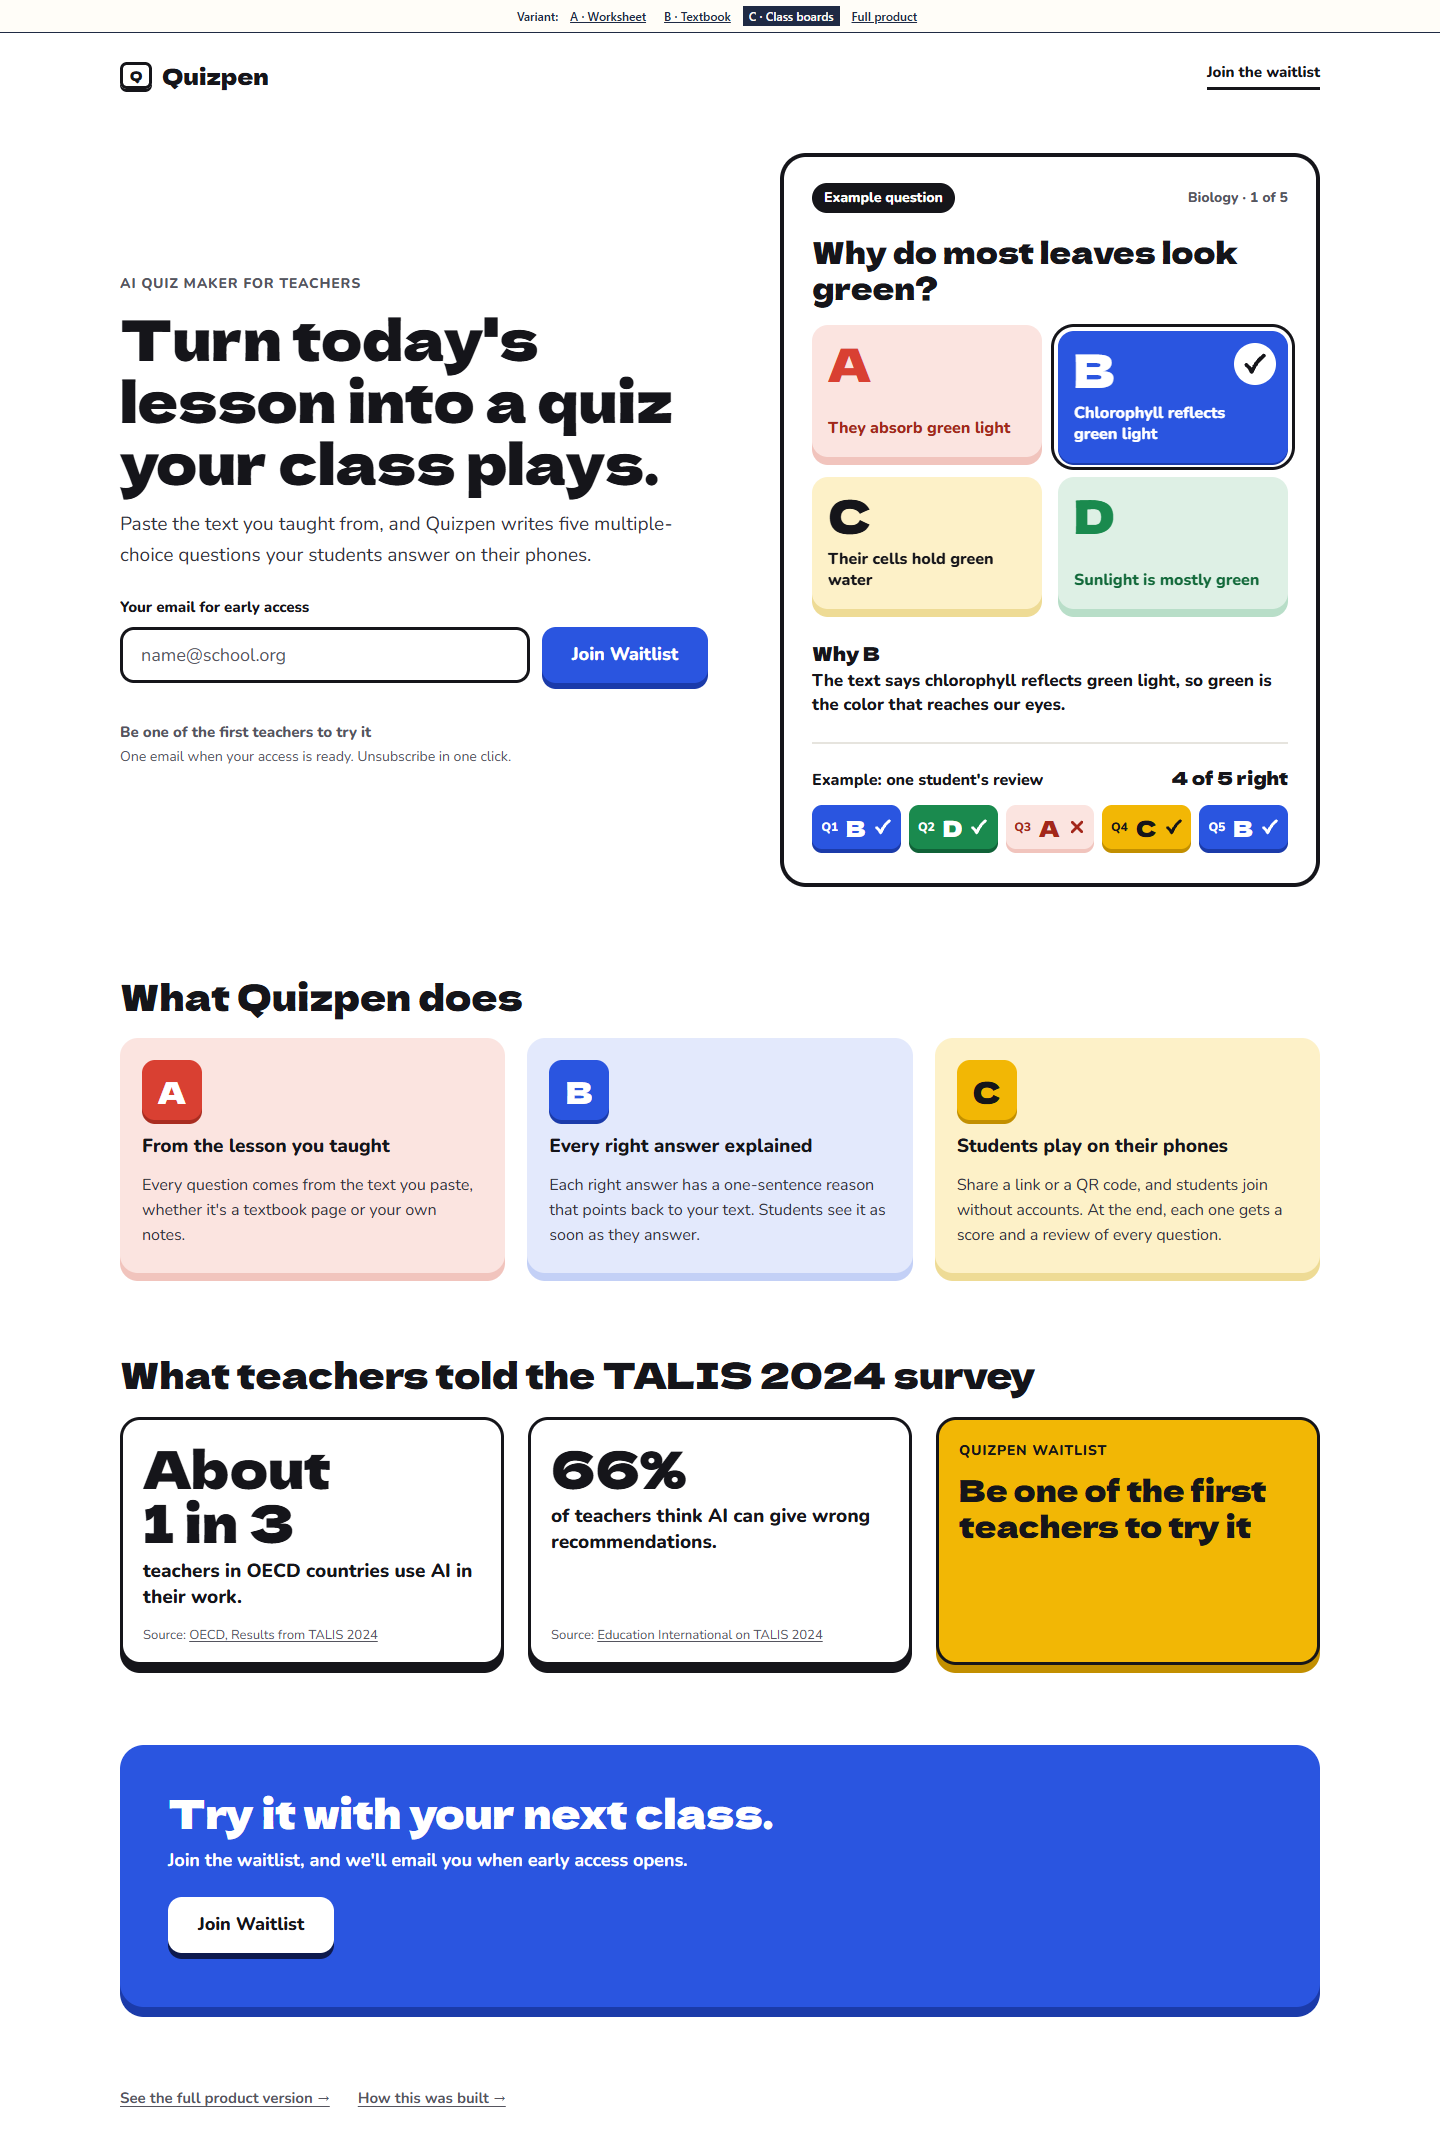 Variant: A · Worksheet B · Textbook C · Class boards Full product
Q Quizpen
Join the waitlist
AI QUIZ MAKER FOR TEACHERS
Turn today's
lesson into a quiz
your class plays.
Paste the text you taught from, and Quizpen writes five multiple-
choice questions your students answer on their phones.
Your email for early access
name@school.org
Join Waitlist
Be one of the first teachers to try it
One email when your access is ready. Unsubscribe in one click.
Example question
Biology · 1 of 5
Why do most leaves look
green?
A
They absorb green light
B
Chlorophyll reflects
green light
C
Their cells hold green
water
D
Sunlight is mostly green
Why B
The text says chlorophyll reflects green light, so green is
the color that reaches our eyes.
Example: one student's review
4 of 5 right
Q1 B ✓ Q2 D ✓ Q3 A ✕ Q4 C ✓ Q5 B ✓
What Quizpen does
A
From the lesson you taught
Every question comes from the text you paste,
whether it's a textbook page or your own
notes.
B
Every right answer explained
Each right answer has a one-sentence reason
that points back to your text. Students see it as
soon as they answer.
C
Students play on their phones
Share a link or a QR code, and students join
without accounts. At the end, each one gets a
score and a review of every question.
What teachers told the TALIS 2024 survey
About
1 in 3
teachers in OECD countries use AI in
their work.
Source: OECD, Results from TALIS 2024
66%
of teachers think AI can give wrong
recommendations.
Source: Education International on TALIS 2024
QUIZPEN WAITLIST
Be one of the first
teachers to try it
Try it with your next class.
Join the waitlist, and we'll email you when early access opens.
Join Waitlist
See the full product version → How this was built →